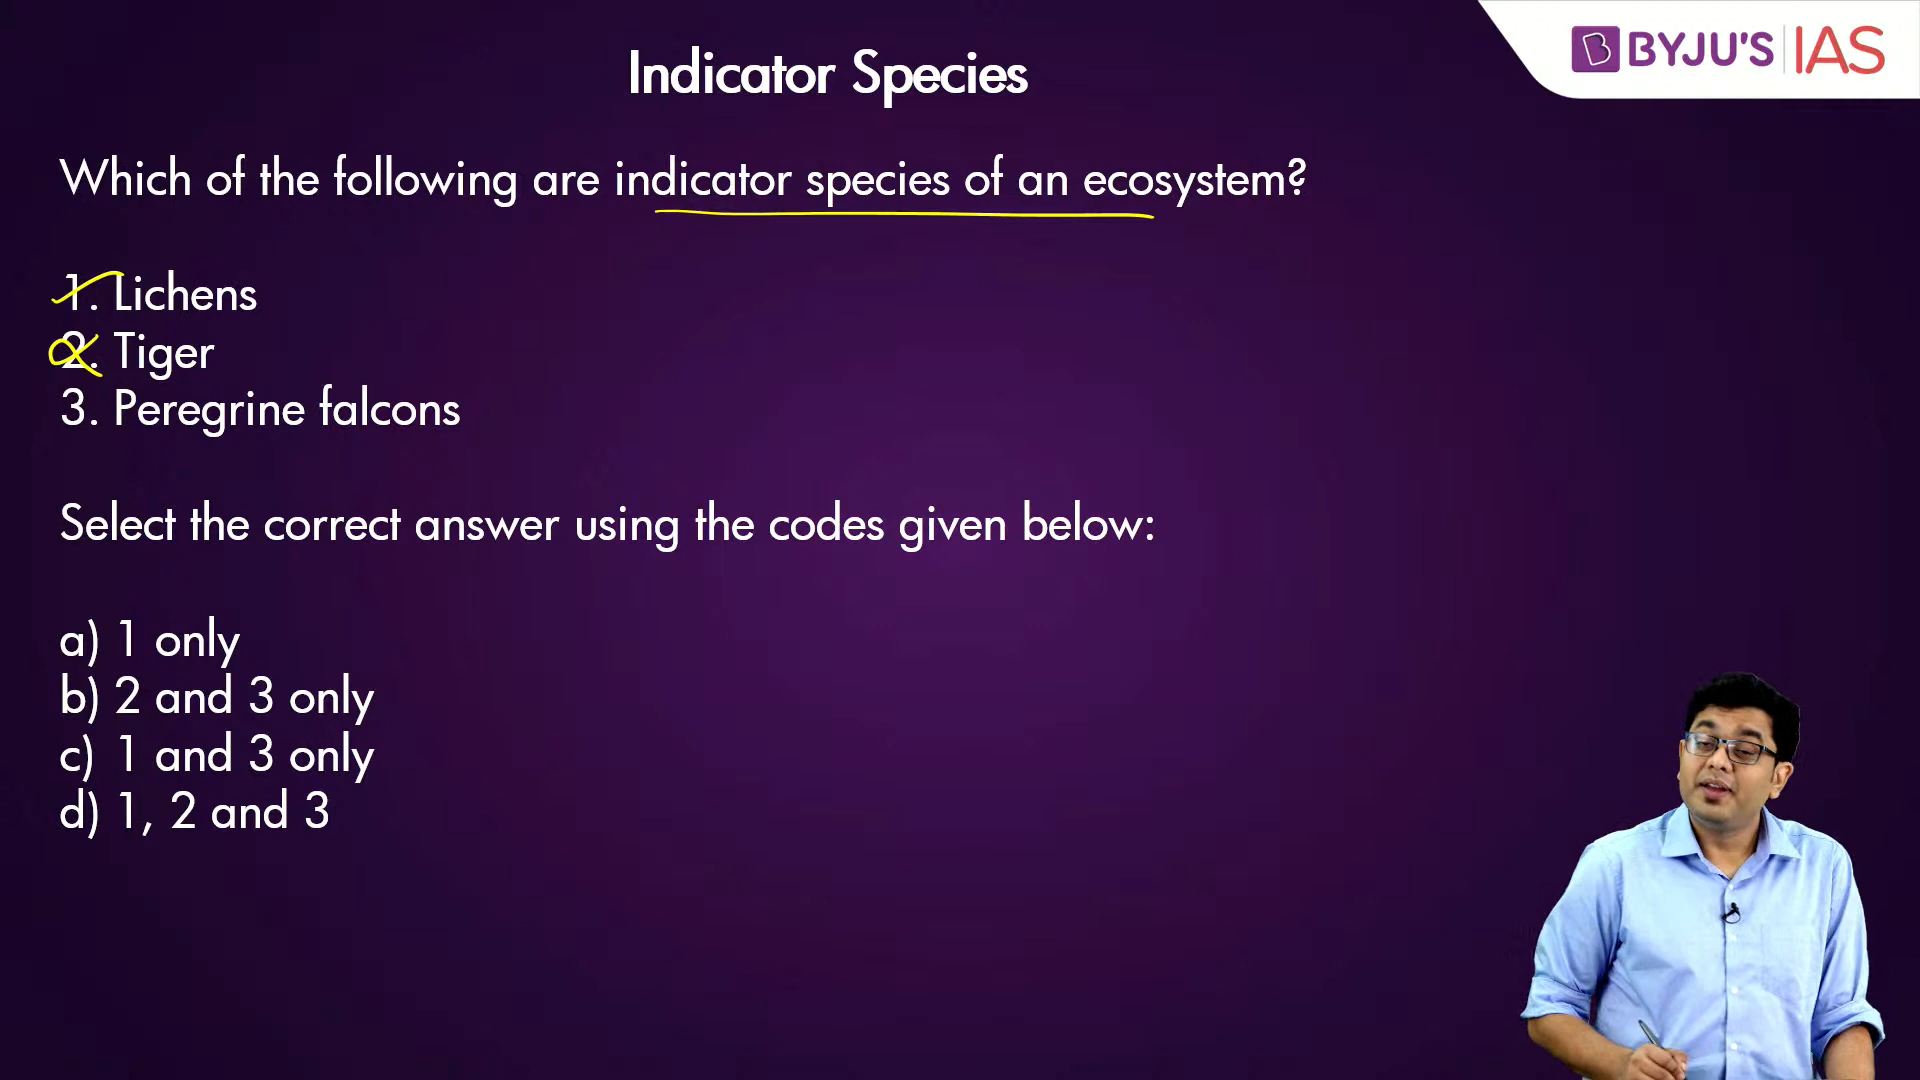 BYJU'S IAS
Indicator Species
Which of the following are indicator species of an ecosystem?
1. Lichens
2. Tiger
3. Peregrine falcons
Select the correct answer using the codes given below:
a) 1 only
b) 2 and 3 only
c) 1 and 3 only
d) 1, 2 and 3